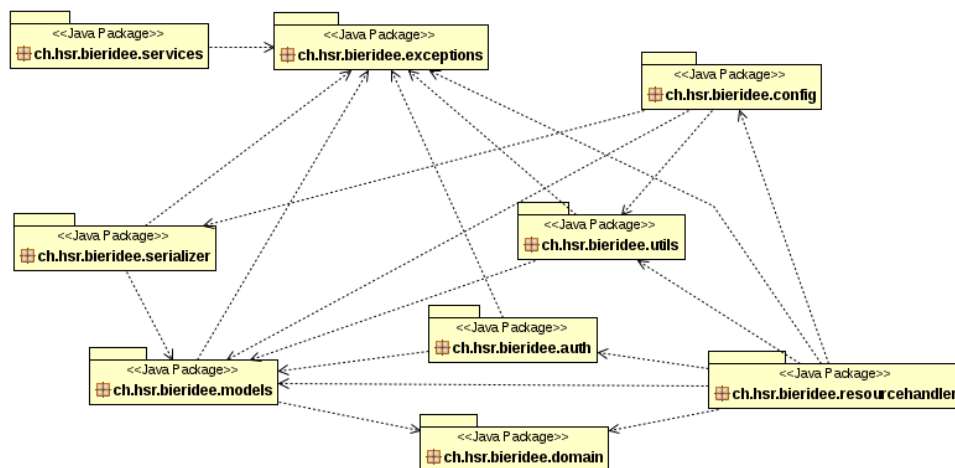 <<Java Package>>
ch.hsr.bieridee.services
<<Java Package>>
ch.hsr.bieridee.exceptions
<<Java Package>>
ch.hsr.bieridee.config
<<Java Package>>
ch.hsr.bieridee.serializer
<<Java Package>>
ch.hsr.bieridee.utils
<<Java Package>>
ch.hsr.bieridee.auth
<<Java Package>>
ch.hsr.bieridee.models
<<Java Package>>
ch.hsr.bieridee.resourcehandler
<<Java Package>>
ch.hsr.bieridee.domain